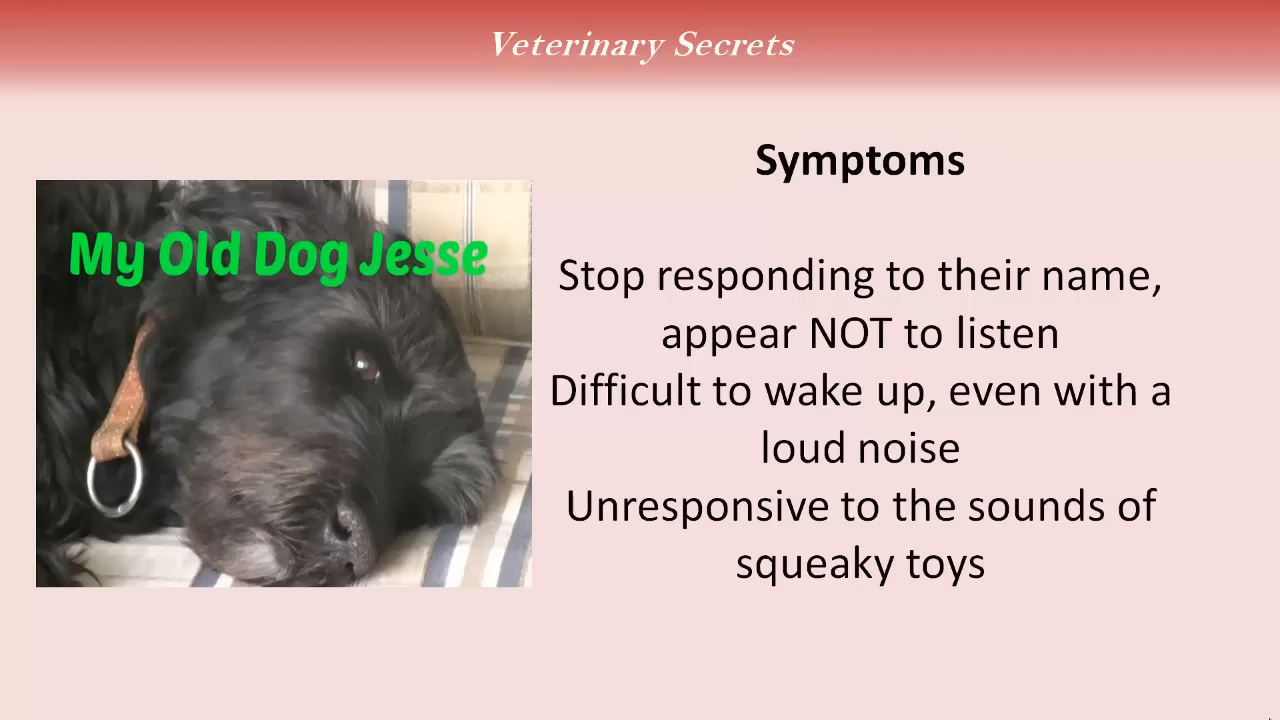 Veterinary Secrets
My Old Dog Jesse
Symptoms
Stop responding to their name,
appear NOT to listen
Difficult to wake up, even with a
loud noise
Unresponsive to the sounds of
squeaky toys